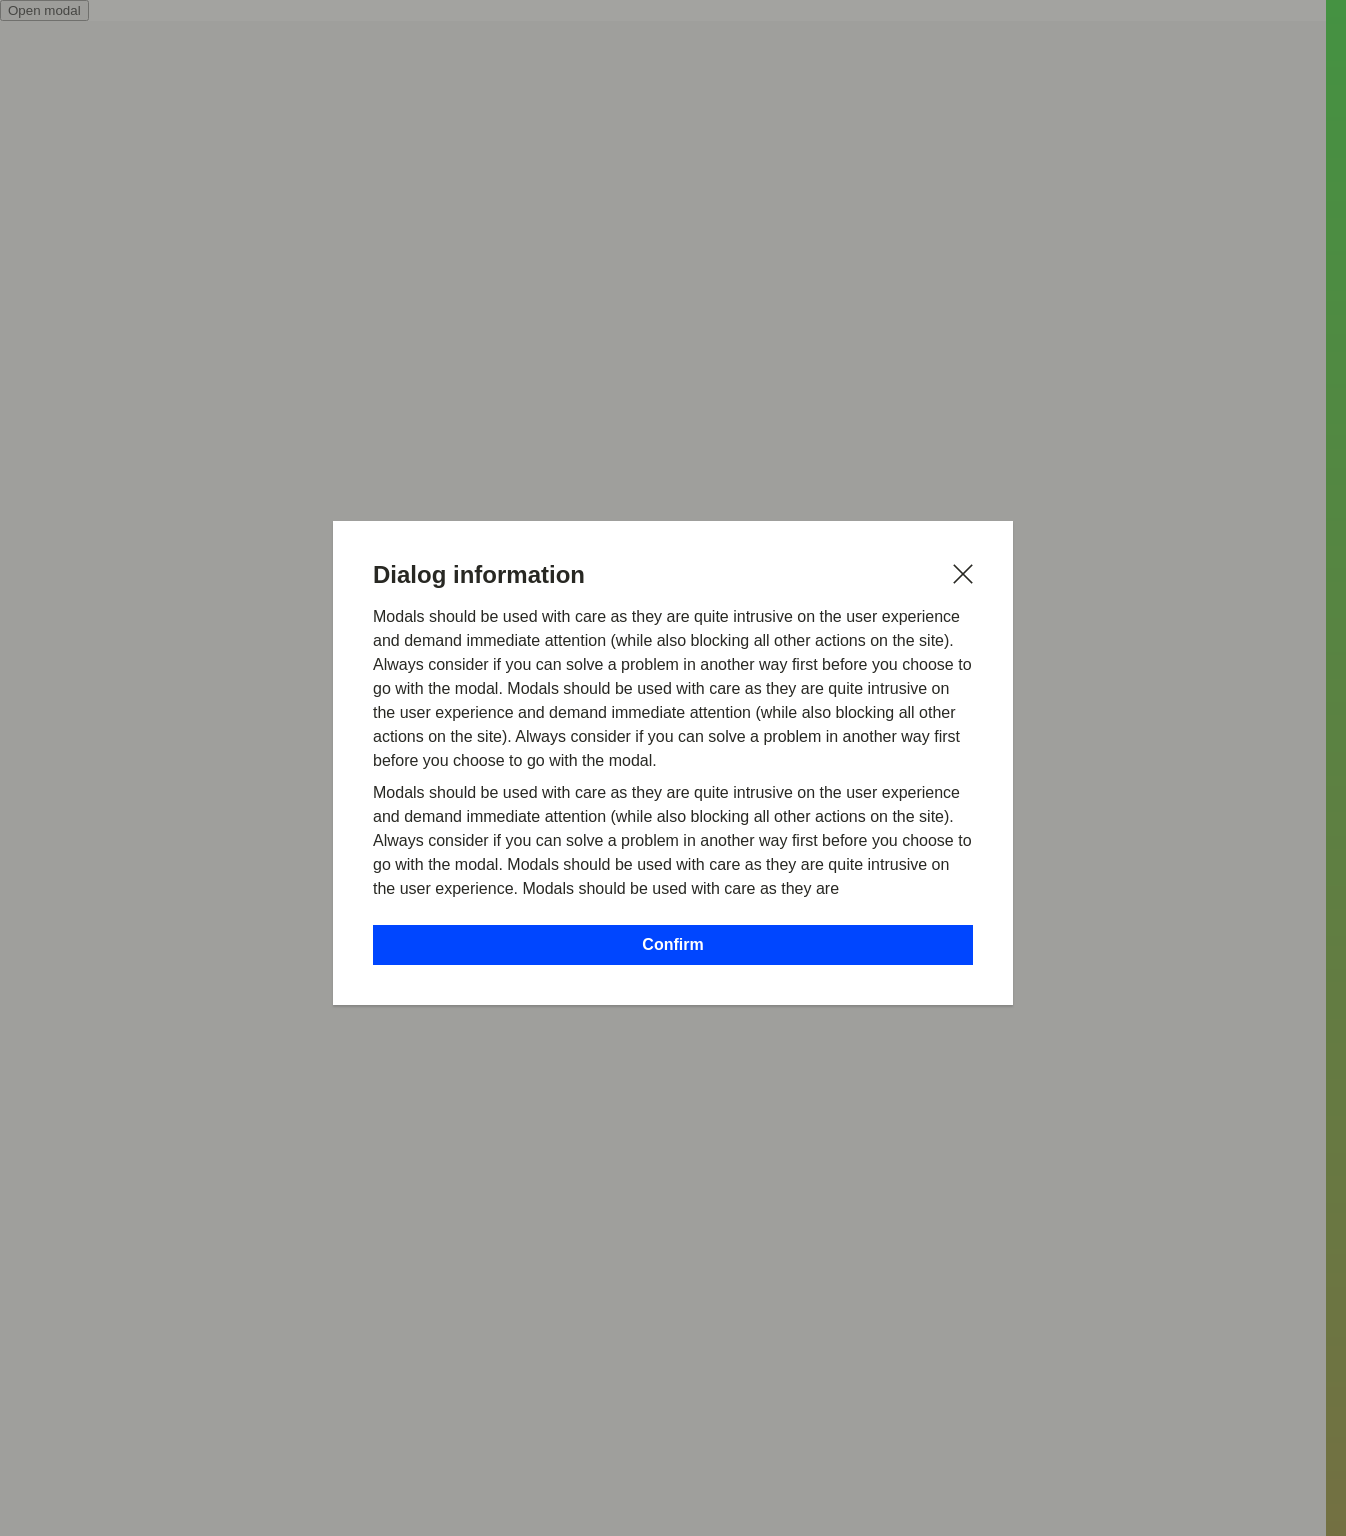 Open modal
Dialog information
Modals should be used with care as they are quite intrusive on the user experience
and demand immediate attention (while also blocking all other actions on the site).
Always consider if you can solve a problem in another way first before you choose to
go with the modal. Modals should be used with care as they are quite intrusive on
the user experience and demand immediate attention (while also blocking all other
actions on the site). Always consider if you can solve a problem in another way first
before you choose to go with the modal.
Modals should be used with care as they are quite intrusive on the user experience
and demand immediate attention (while also blocking all other actions on the site).
Always consider if you can solve a problem in another way first before you choose to
go with the modal. Modals should be used with care as they are quite intrusive on
the user experience. Modals should be used with care as they are
Confirm